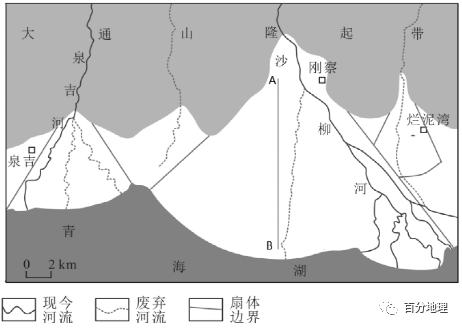 大通山隆起带
泉吉河
沙柳河
刚察
A
烂泥湾
泉吉
B
青海湖
0 2 km
现今河流
废弃河流
扇体边界
百分地理